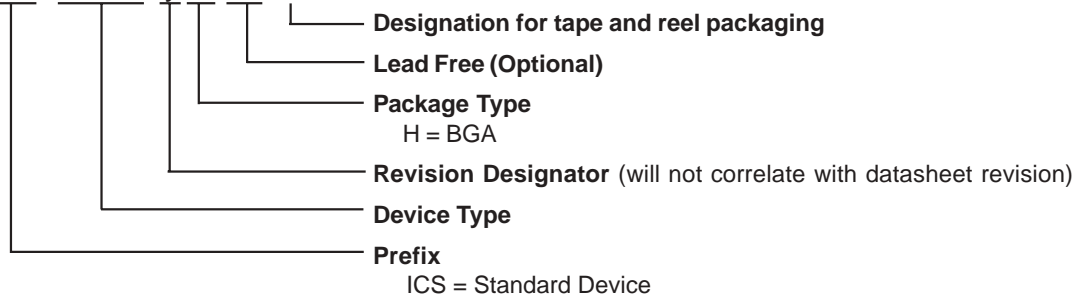 Designation for tape and reel packaging
Lead Free (Optional)
Package Type
H = BGA
Revision Designator (will not correlate with datasheet revision)
Device Type
Prefix
ICS = Standard Device